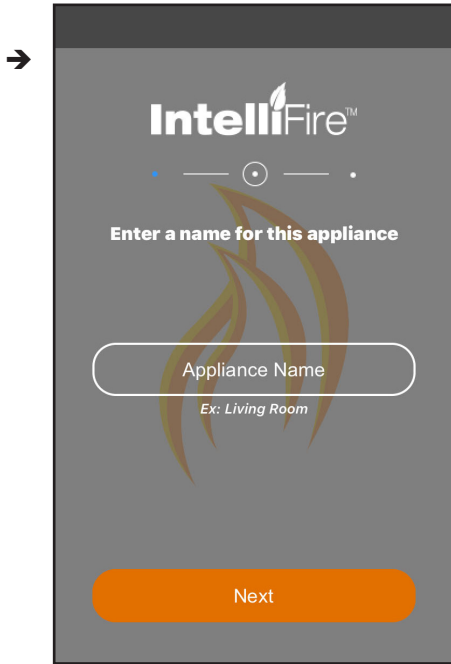 IntelliFire™
Enter a name for this appliance
Appliance Name
Ex: Living Room
Next